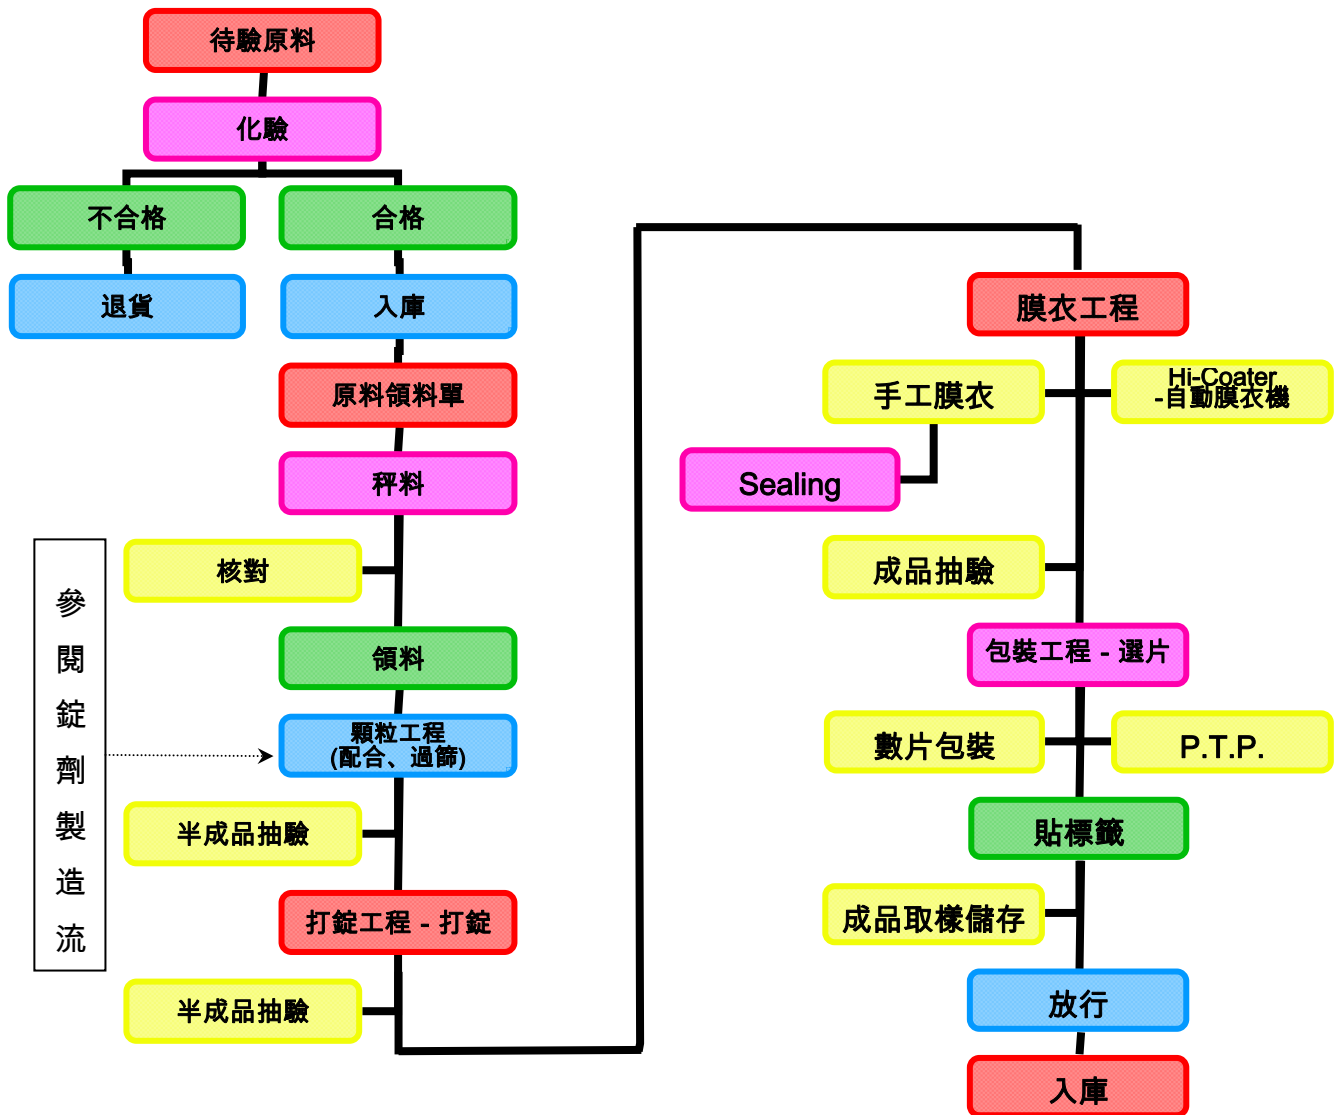 待驗原料
化驗
不合格
合格
退貨
入庫
原料領料單
秤料
核對
領料
顆粒工程
(配合、過篩)
半成品抽驗
打錠工程 - 打錠
半成品抽驗
參
閱
錠
劑
製
造
流
膜衣工程
手工膜衣
Hi-Coater
-自動膜衣機
Sealing
成品抽驗
包裝工程 - 選片
數片包裝
P.T.P.
貼標籤
成品取樣儲存
放行
入庫